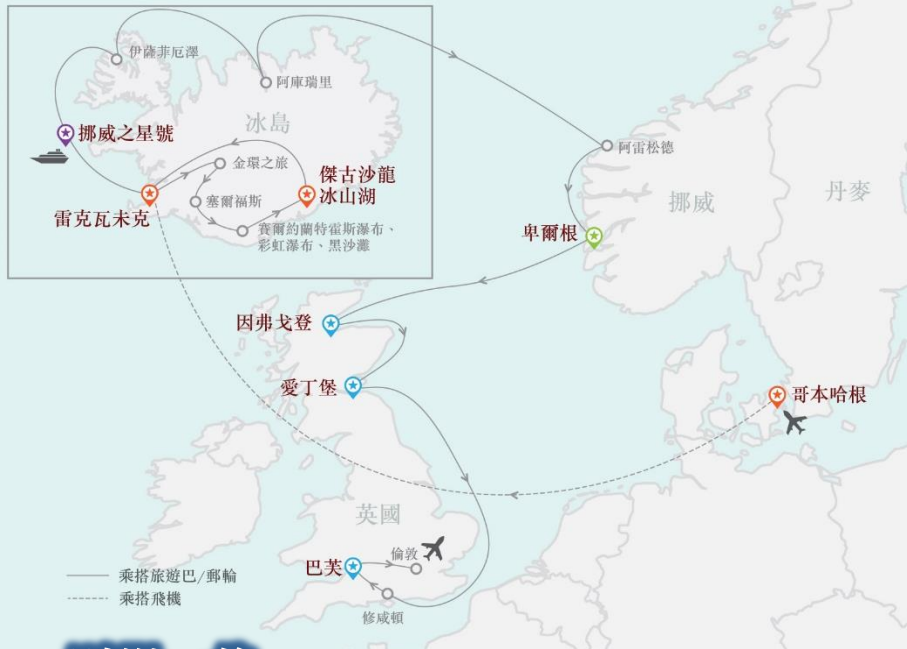 伊薩菲厄澤
阿庫瑞里
挪威之星號
冰島
金環之旅
塞爾福斯
傑古沙龍
冰山湖
雷克瓦未克
賽爾約蘭特霍斯瀑布、
彩虹瀑布、黑沙灘
阿雷松德
挪威
丹麥
卑爾根
因弗戈登
愛丁堡
哥本哈根
英國
倫敦
巴芙
修咸頓
乘搭旅遊巴/郵輪
乘搭飛機